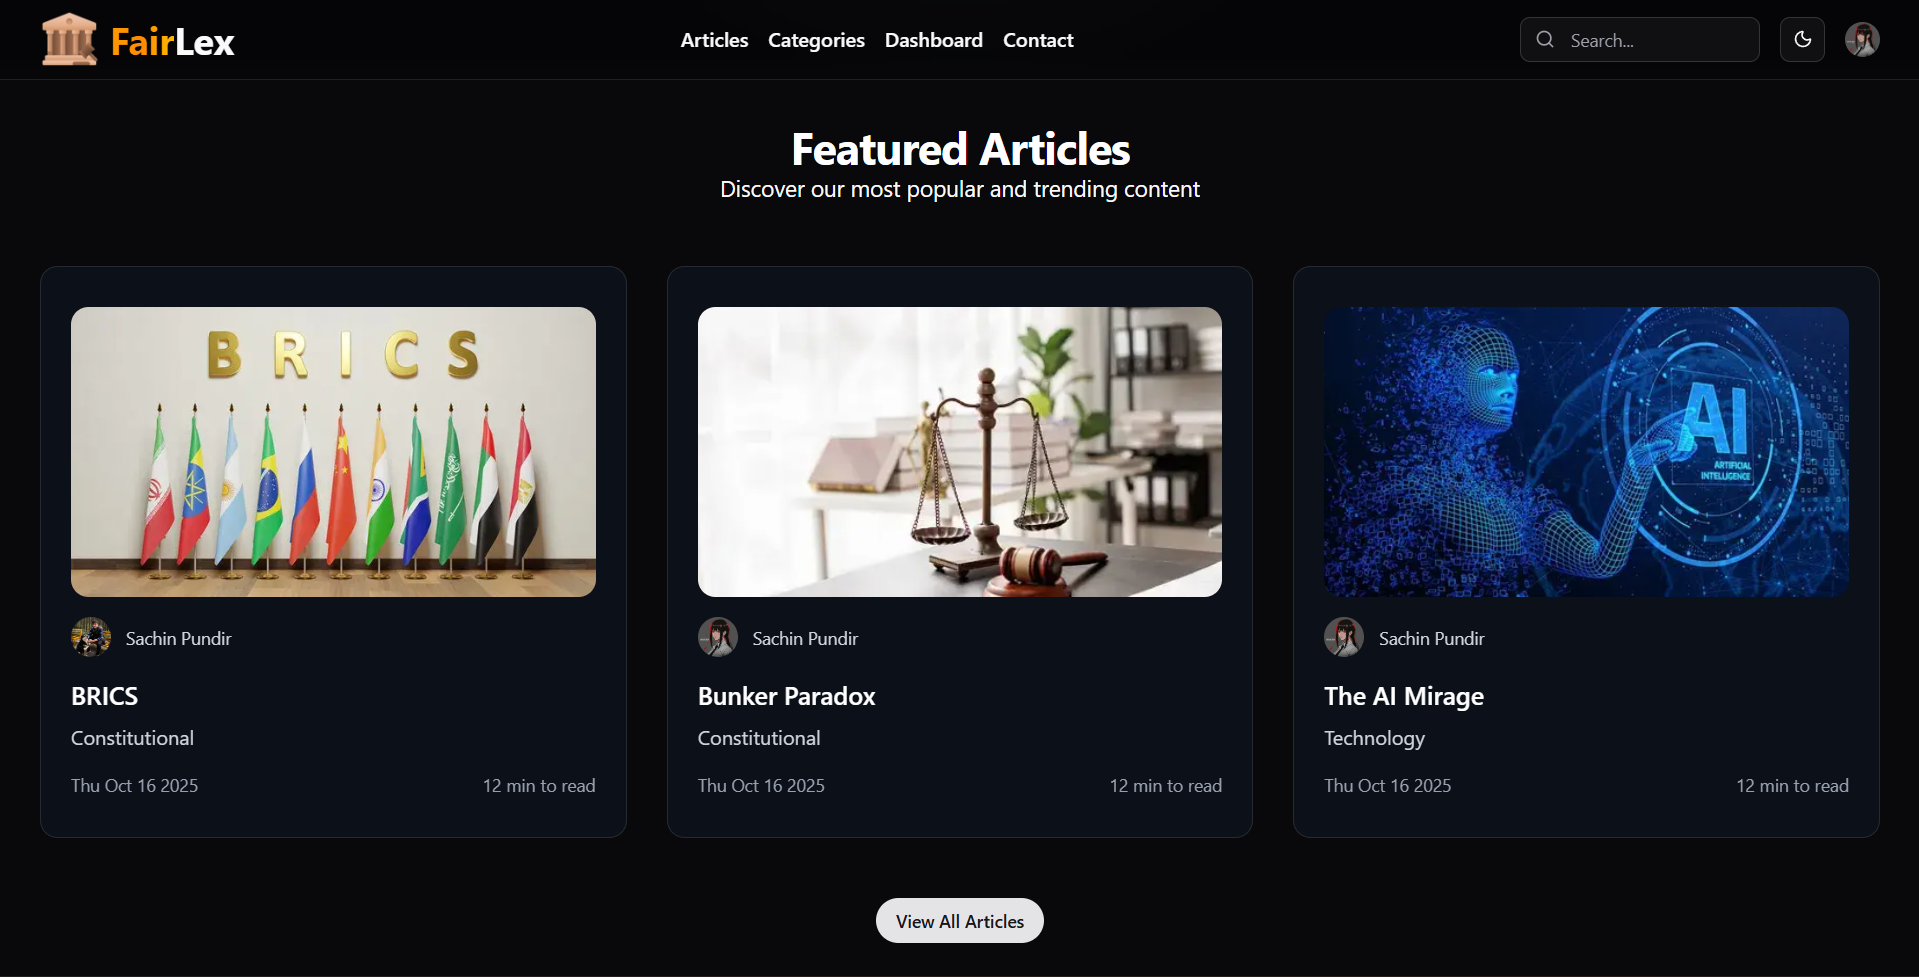 FairLex
Articles Categories Dashboard Contact
Search...
Featured Articles
Discover our most popular and trending content
BRICS
AI
ARTIFICIAL
INTELLIGENCE
Sachin Pundir
Sachin Pundir
Sachin Pundir
BRICS
Bunker Paradox
The AI Mirage
Constitutional
Constitutional
Technology
Thu Oct 16 2025 12 min to read
Thu Oct 16 2025 12 min to read
Thu Oct 16 2025 12 min to read
View All Articles